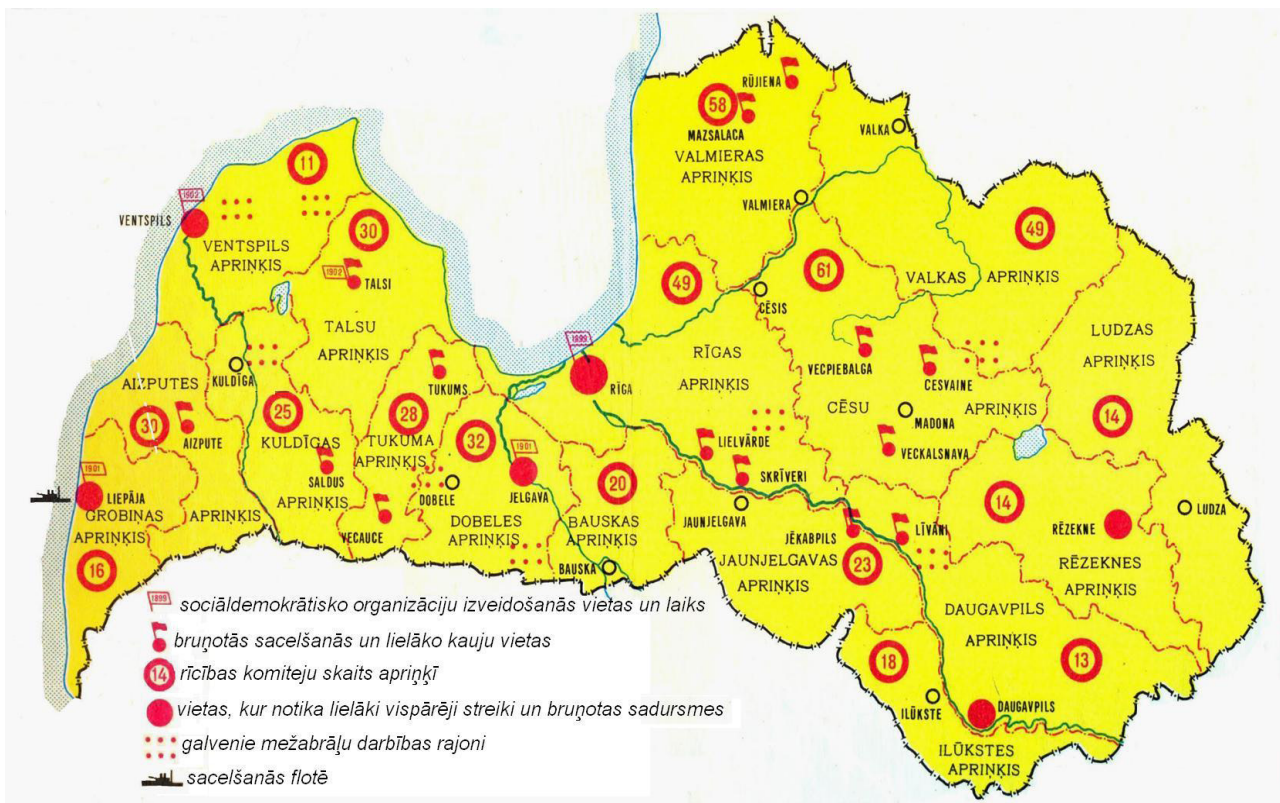 RŪJIENA
58
MAZSALACA
VALKA
VALMIERAS
APRIŅĶIS
11
1902
VENTSPILS
VALMIERA
30
49
VENTSPILS
APRIŅĶIS
61
49
1902
TALSI
VALKAS APRIŅĶIS
CĒSIS
TALSU
APRIŅĶIS
1899
RĪGA
RĪGAS
APRIŅĶIS
LUDZAS
APRIŅĶIS
VECPIEBALGA
CESVAINE
KULDĪGA
TUKUMS
AIZPUTES
APRIŅĶIS
30
AIZPUTE
25
KULDĪGAS
APRIŅĶIS
28
TUKUMA
APRIŅĶIS
32
CĒSU APRIŅĶIS
MADONA
14
LIELVĀRDE
VECKALSNAVA
SALDUS
1901
JELGAVA
SKRĪVERI
1901
LIEPĀJA
DOBELE
20
JAUNJELGAVA
14
RĒZEKNE
LUDZA
GROBIŅAS
APRIŅĶIS
VECAUCE
DOBELES
APRIŅĶIS
BAUSKAS
APRIŅĶIS
JĒKABPILS
LĪVĀNI
16
BAUSKA
JAUNJELGAVAS
APRIŅĶIS
23
RĒZEKNES
APRIŅĶIS
DAUGAVPILS
APRIŅĶIS
18
13
ILŪKSTE
DAUGAVPILS
ILŪKSTES
APRIŅĶIS
1899 sociāldemokrātisko organizāciju izveidošanās vietas un laiks
bruņotās sacelšanās un lielāko kauju vietas
14 rīcības komiteju skaits apriņķī
vietas, kur notika lielāki vispārēji streiki un bruņotas sadursmes
galvenie mežabrāļu darbības rajoni
sacelšanās flotē